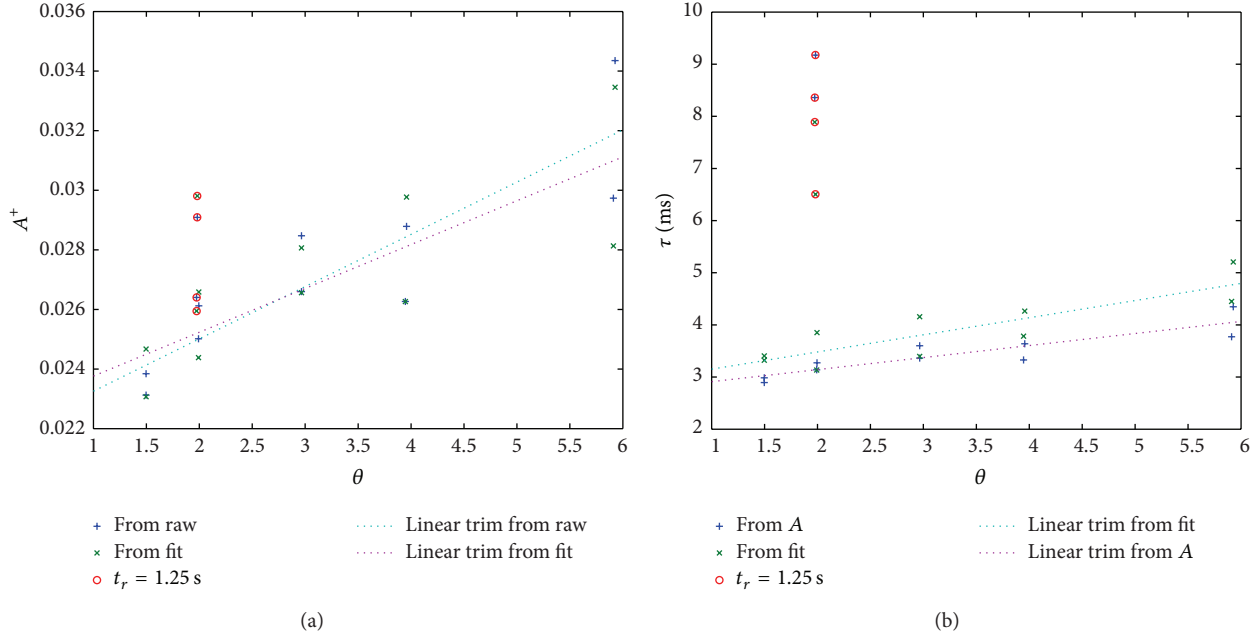 0.036
0.034
0.032
0.03
0.028
0.026
0.024
0.022
A⁺
1 1.5 2 2.5 3 3.5 4 4.5 5 5.5 6
θ
From raw
From fit
t_r = 1.25 s
Linear trim from raw
Linear trim from fit
(a)
10
9
8
7
6
5
4
3
2
τ (ms)
1 1.5 2 2.5 3 3.5 4 4.5 5 5.5 6
θ
From A
From fit
t_r = 1.25 s
Linear trim from fit
Linear trim from A
(b)